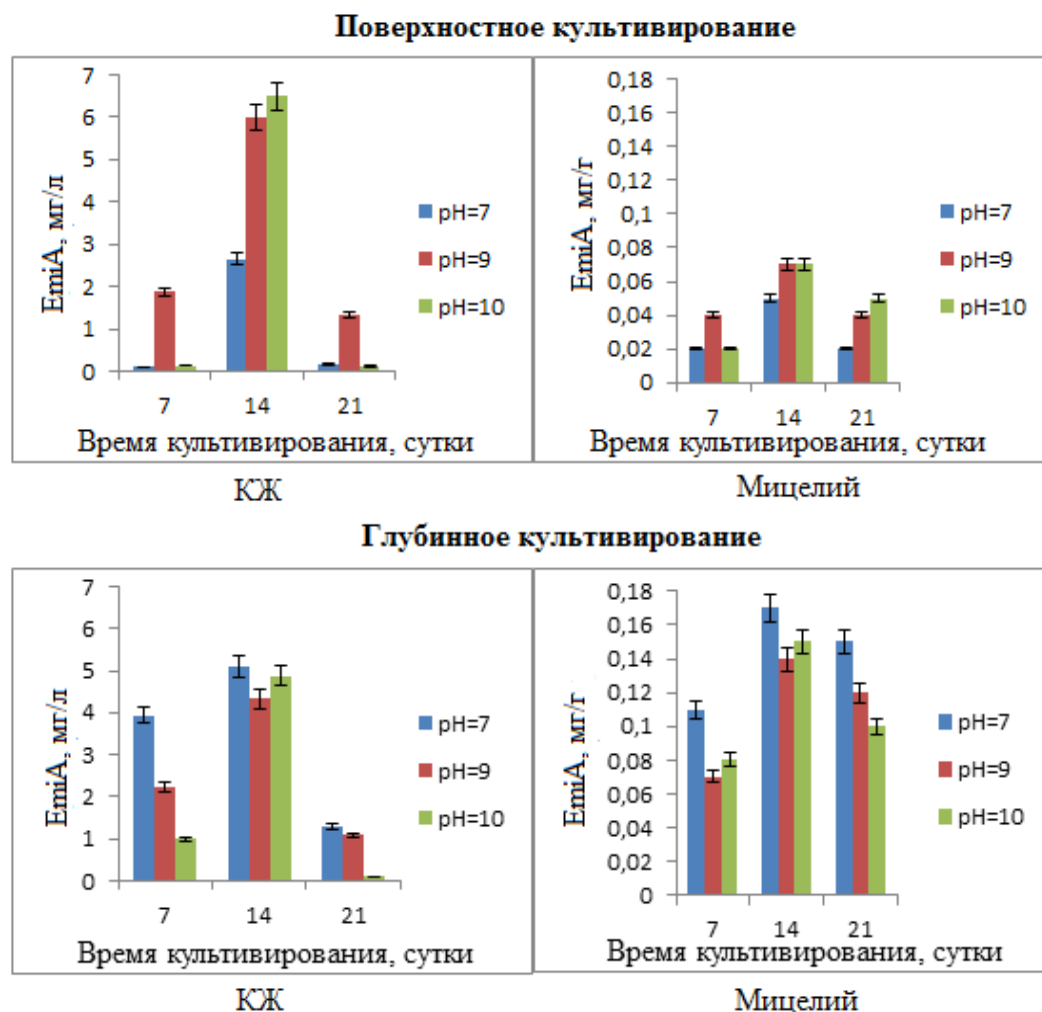 Поверхностное культивирование
7
6
5
4
3
2
1
0
EmiA, мг/л
pH=7
pH=9
pH=10
7 14 21
Время культивирования, сутки
КЖ
0,18
0,16
0,14
0,12
0,1
0,08
0,06
0,04
0,02
0
EmiA, мг/г
pH=7
pH=9
pH=10
7 14 21
Время культивирования, сутки
Мицелий
Глубинное культивирование
7
6
5
4
3
2
1
0
EmiA, мг/л
pH=7
pH=9
pH=10
7 14 21
Время культивирования, сутки
КЖ
0,18
0,16
0,14
0,12
0,1
0,08
0,06
0,04
0,02
0
EmiA, мг/г
pH=7
pH=9
pH=10
7 14 21
Время культивирования, сутки
Мицелий